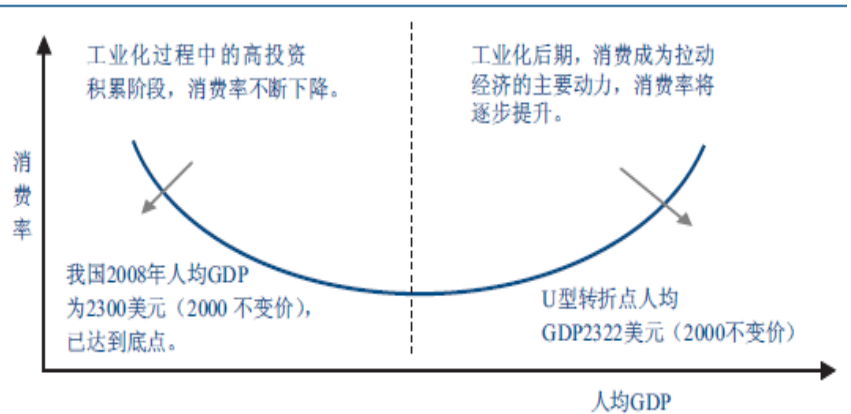 工业化过程中的高投资
积累阶段，消费率不断下降。
工业化后期，消费成为拉动
经济的主要动力，消费率将
逐步提升。
消
费
率
我国2008年人均GDP
为2300美元（2000 不变价），
已达到底点。
U型转折点人均
GDP2322美元（2000不变价）
人均GDP